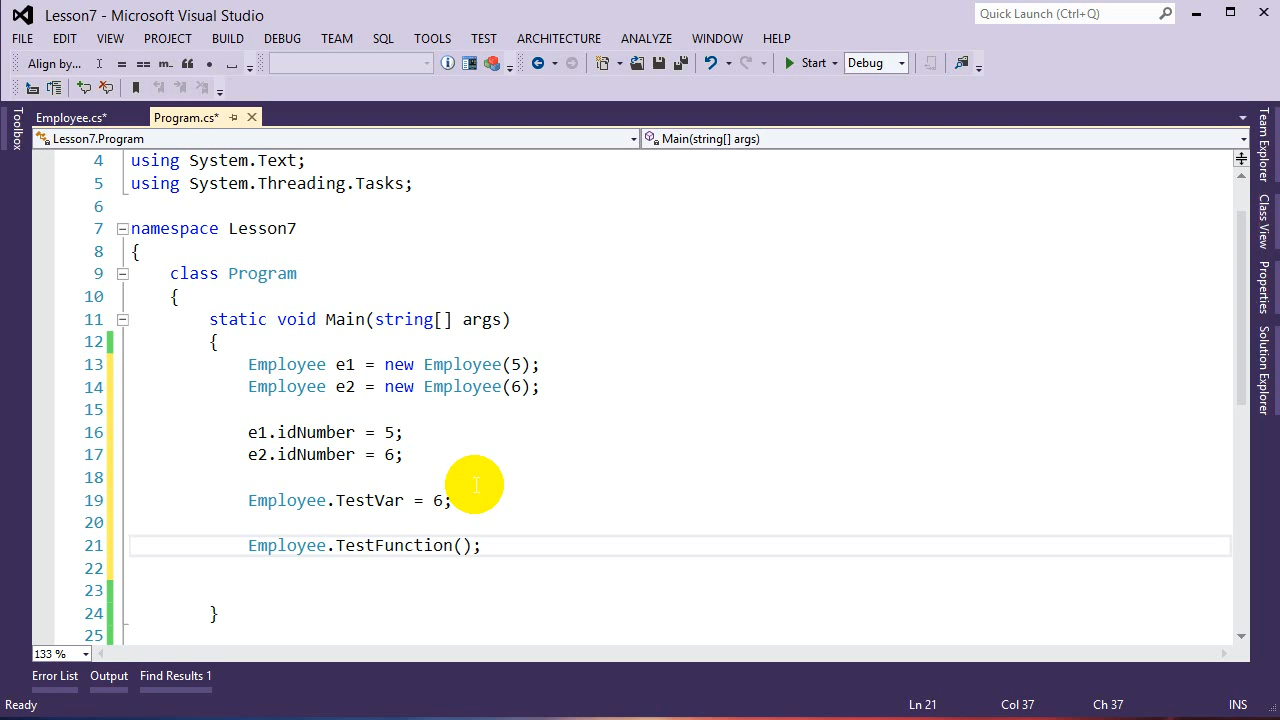 Lesson7 - Microsoft Visual Studio
Quick Launch (Ctrl+Q)
FILE EDIT VIEW PROJECT BUILD DEBUG TEAM SQL TOOLS TEST ARCHITECTURE ANALYZE WINDOW HELP
Align by... = == m.. Start Debug
Employee.cs* Program.cs*
Lesson7.Program Main(string[] args)
Toolbox
4 using System.Text;
5 using System.Threading.Tasks;
6
7 namespace Lesson7
8 {
9 class Program
10 {
11 static void Main(string[] args)
12 {
13 Employee e1 = new Employee(5);
14 Employee e2 = new Employee(6);
15
16 e1.idNumber = 5;
17 e2.idNumber = 6;
18
19 Employee.TestVar = 6;
20
21 Employee.TestFunction();
22
23
24 }
25
Team Explorer
Class View
Properties
Solution Explorer
133 %
Error List Output Find Results 1
Ready Ln 21 Col 37 Ch 37 INS